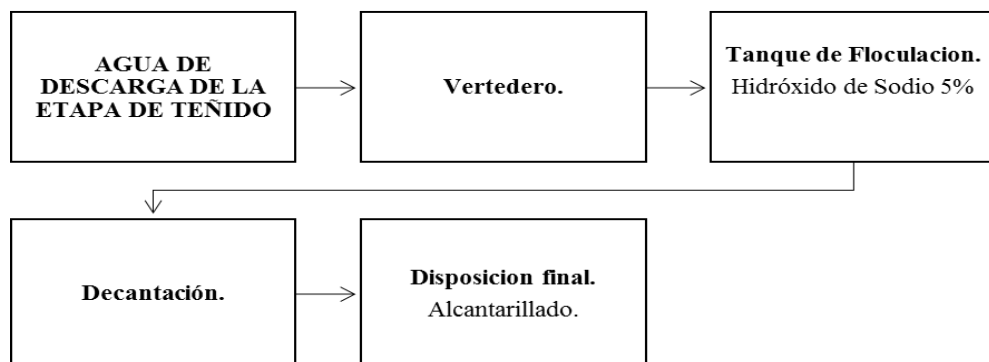 AGUA DE
DESCARGA DE LA
ETAPA DE TEÑIDO
Vertedero.
Tanque de Floculacion.
Hidróxido de Sodio 5%
Decantación.
Disposicion final.
Alcantarillado.